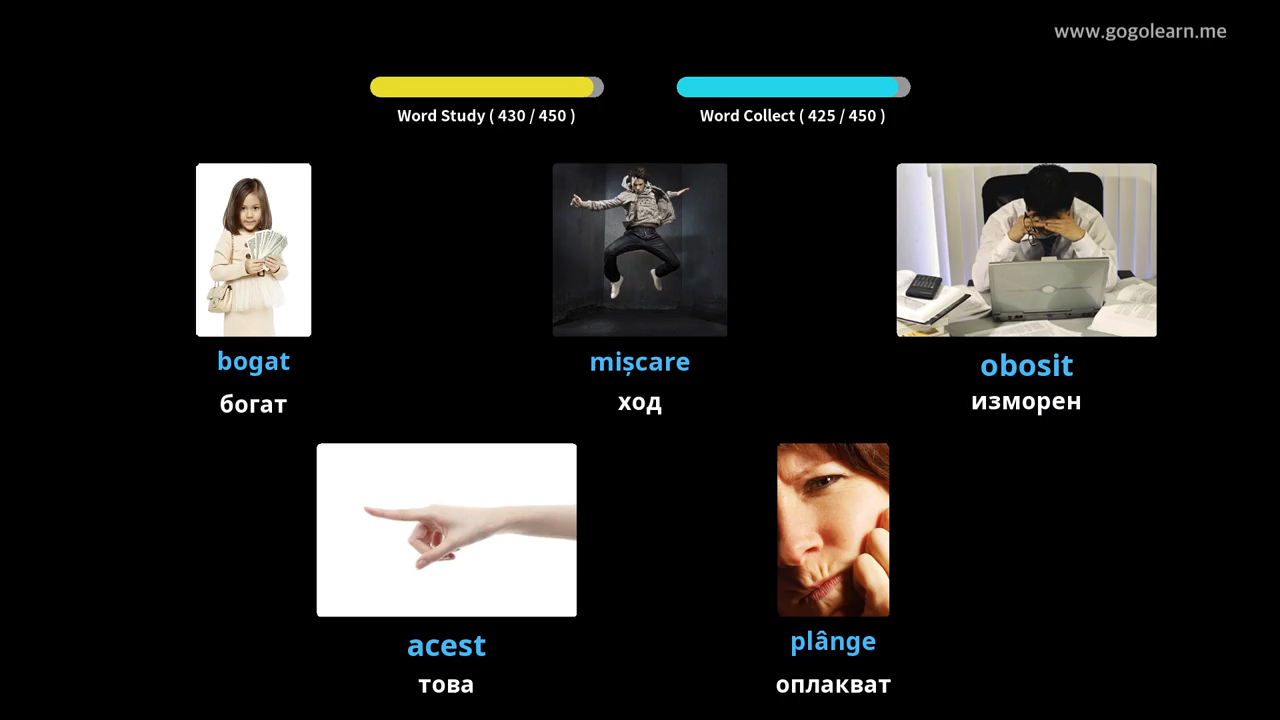 www.gogolearn.me
Word Study ( 430 / 450 )
Word Collect ( 425 / 450 )
bogat
богат
mișcare
ход
obosit
изморен
acest
това
plânge
оплакват